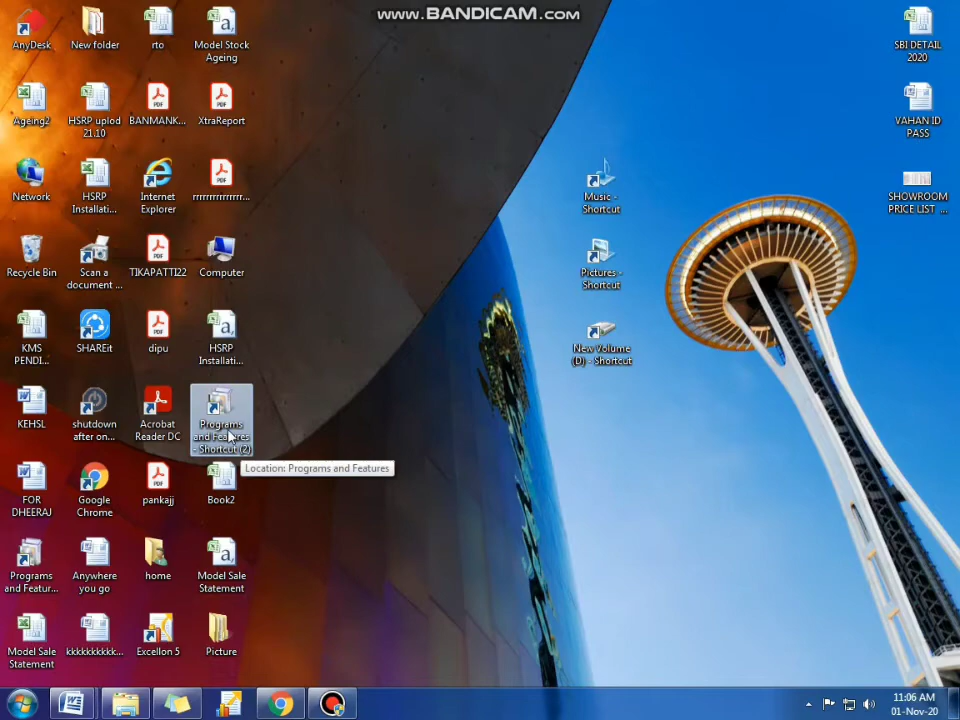 www.BANDICAM.com
AnyDesk
New folder
rto
Model Stock
Ageing
SBI DETAIL
2020
Ageing2
HSRP uplod
21.10
BANMANK...
XtraReport
VAHAN ID
PASS
Network
HSRP
Installati...
Internet
Explorer
rrrrrrrrrrrrrr...
Music -
Shortcut
SHOWROOM
PRICE LIST ...
Recycle Bin
Scan a
document ...
TIKAPATTI22
Computer
Pictures -
Shortcut
KMS
PENDI...
SHAREit
dipu
HSRP
Installati...
New Volume
(D) - Shortcut
KEHSL
shutdown
after on...
Acrobat
Reader DC
Programs
and Features
- Shortcut (2)
Location: Programs and Features
FOR
DHEERAJ
Google
Chrome
pankajj
Book2
Programs
and Featur...
Anywhere
you go
home
Model Sale
Statement
Model Sale
Statement
kkkkkkkkkk...
Excellon 5
Picture
11:06 AM
01-Nov-20